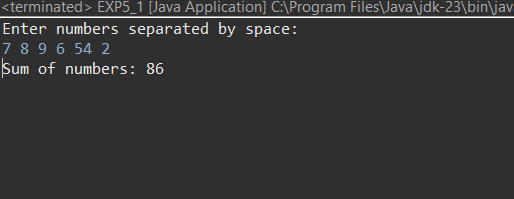 <terminated> EXP5_1 [Java Application] C:\Program Files\Java\jdk-23\bin\jav
Enter numbers separated by space:
7 8 9 6 54 2
Sum of numbers: 86